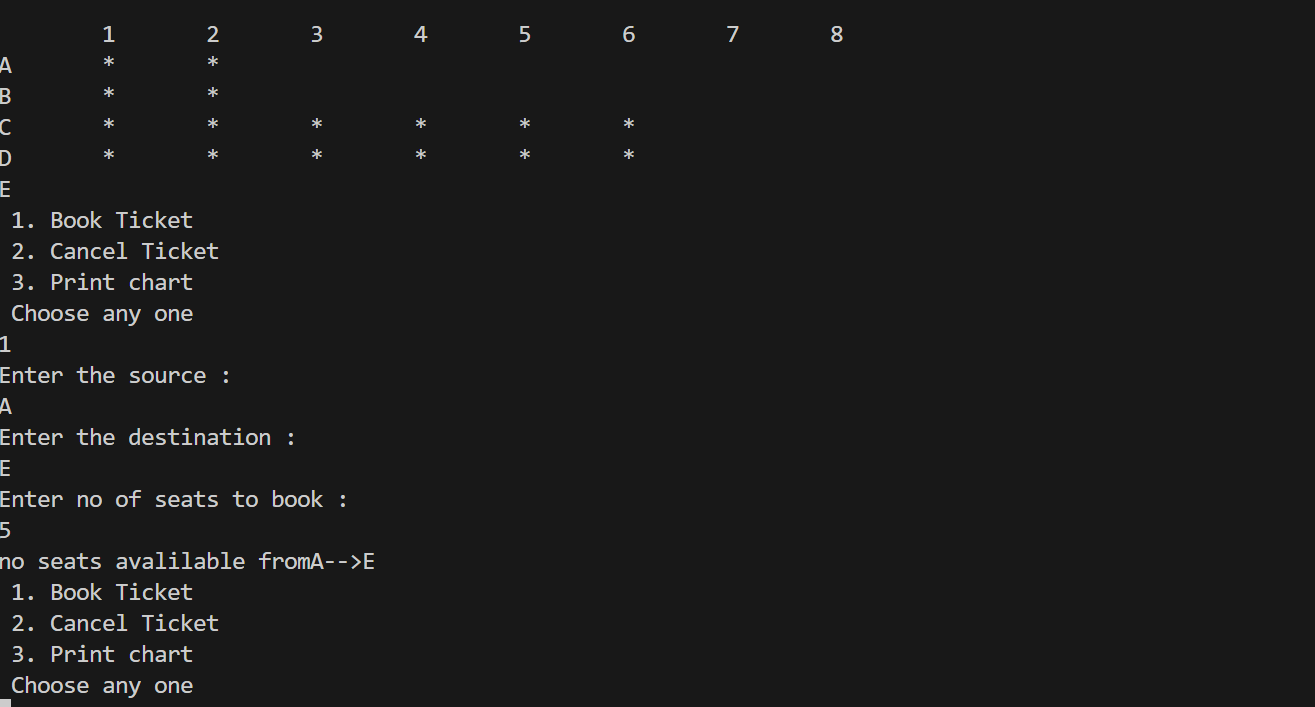 1 2 3 4 5 6 7 8
A * *
B * *
C * * * * * *
D * * * * * *
E
1. Book Ticket
2. Cancel Ticket
3. Print chart
Choose any one
1
Enter the source :
A
Enter the destination :
E
Enter no of seats to book :
5
no seats avalilable fromA-->E
1. Book Ticket
2. Cancel Ticket
3. Print chart
Choose any one